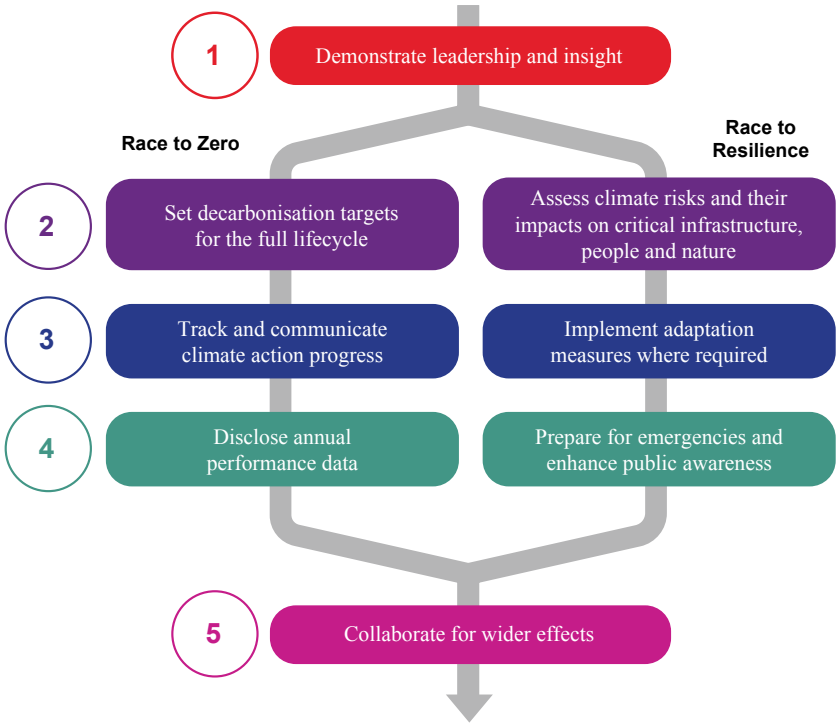 1
Demonstrate leadership and insight
Race to Zero
Race to
Resilience
2
Set decarbonisation targets
for the full lifecycle
Assess climate risks and their
impacts on critical infrastructure,
people and nature
3
Track and communicate
climate action progress
Implement adaptation
measures where required
4
Disclose annual
performance data
Prepare for emergencies and
enhance public awareness
5
Collaborate for wider effects